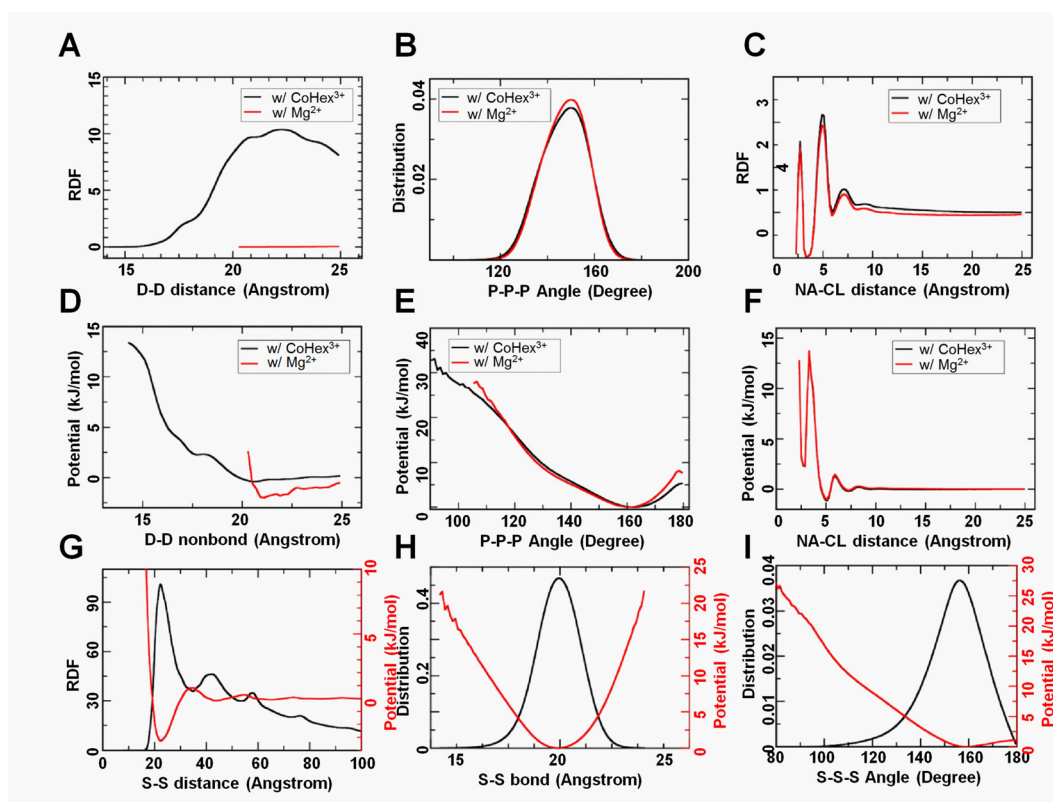 A
RDF
15
10
5
0
w/ CoHex³⁺
w/ Mg²⁺
15
20
25
D-D distance (Angstrom)
B
Distribution
0.04
0.02
w/ CoHex³⁺
w/ Mg²⁺
120
160
200
P-P-P Angle (Degree)
C
RDF
4
3
2
1
0
w/ CoHex³⁺
w/ Mg²⁺
0
5
10
15
20
25
NA-CL distance (Angstrom)
D
Potential (kJ/mol)
15
10
5
0
w/ CoHex³⁺
w/ Mg²⁺
15
20
25
D-D nonbond (Angstrom)
E
Potential (kJ/mol)
40
30
20
10
0
w/ CoHex³⁺
w/ Mg²⁺
100
120
140
160
180
P-P-P Angle (Degree)
F
Potential (kJ/mol)
15
10
5
0
w/ CoHex³⁺
w/ Mg²⁺
0
5
10
15
20
25
NA-CL distance (Angstrom)
G
RDF
90
60
30
0
0
20
40
60
80
100
S-S distance (Angstrom)
10
5
0
Potential (kJ/mol)
H
Distribution
0.4
0.2
0
15
20
25
S-S bond (Angstrom)
25
20
15
10
5
0
Potential (kJ/mol)
I
Distribution
0.04
0.03
0.02
0.01
0.00
80
100
120
140
160
180
S-S-S Angle (Degree)
30
25
20
15
10
5
0
Potential (kJ/mol)